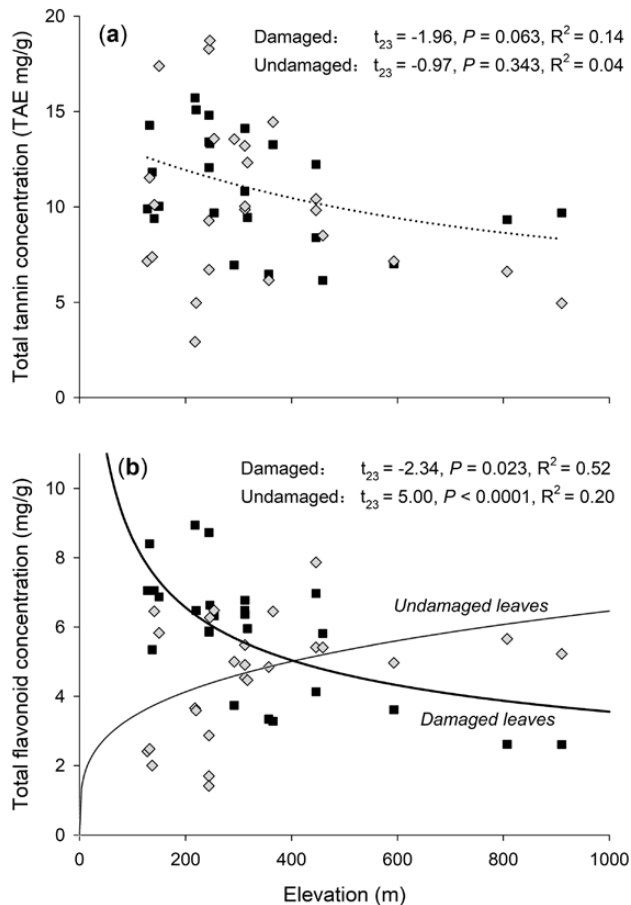 (a)
Damaged: t23 = -1.96, P = 0.063, R2 = 0.14
Undamaged: t23 = -0.97, P = 0.343, R2 = 0.04
Total tannin concentration (TAE mg/g)
20
15
10
5
0
(b)
Damaged: t23 = -2.34, P = 0.023, R2 = 0.52
Undamaged: t23 = 5.00, P < 0.0001, R2 = 0.20
Total flavonoid concentration (mg/g)
10
8
6
4
2
0
Undamaged leaves
Damaged leaves
0 200 400 600 800 1000
Elevation (m)